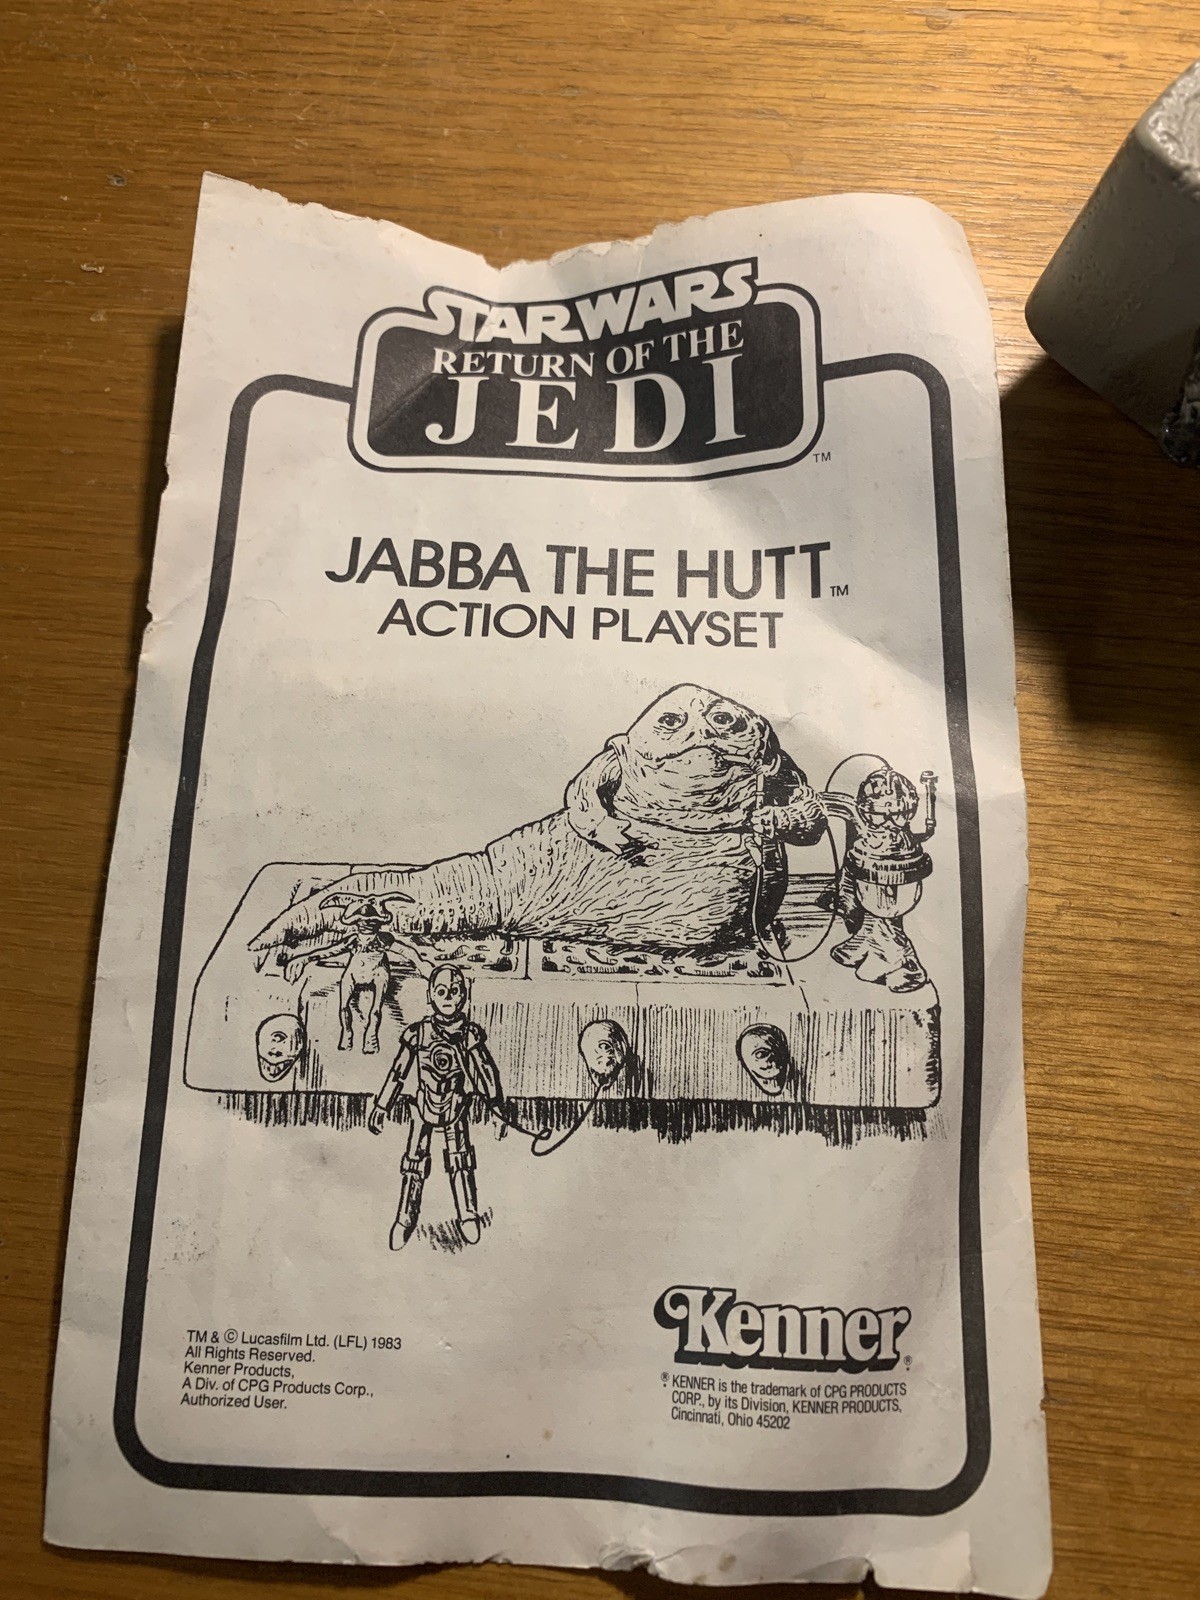 STAR WARS
RETURN OF THE
JEDI
TM
JABBA THE HUTT TM
ACTION PLAYSET
TM & © Lucasfilm Ltd. (LFL) 1983
All Rights Reserved.
Kenner Products,
A Div. of CPG Products Corp.,
Authorized User.
Kenner ®
® KENNER is the trademark of CPG PRODUCTS
CORP., by its Division, KENNER PRODUCTS,
Cincinnati, Ohio 45202